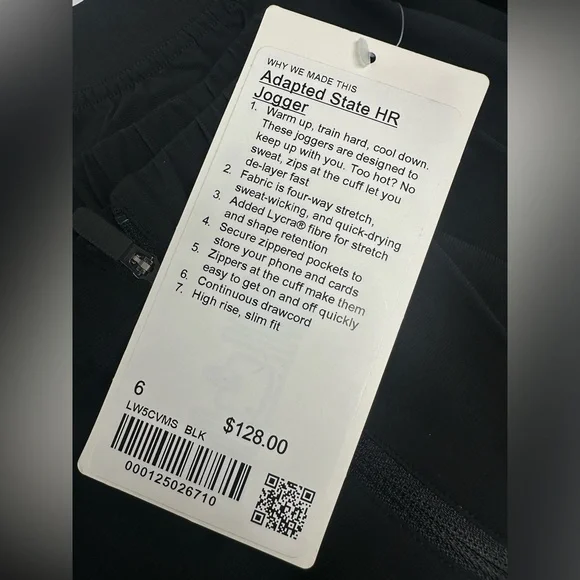 WHY WE MADE THIS
Adapted State HR
Jogger
1. Warm up, train hard, cool down.
These joggers are designed to
keep up with you. Too hot? No
sweat, zips at the cuff let you
de-layer fast
2. Fabric is four-way stretch,
sweat-wicking, and quick-drying
3. Added Lycra® fibre for stretch
and shape retention
4. Secure zippered pockets to
store your phone and cards
5. Zippers at the cuff make them
easy to get on and off quickly
6. Continuous drawcord
7. High rise, slim fit
6
LW5CVMS BLK
$128.00
000125026710